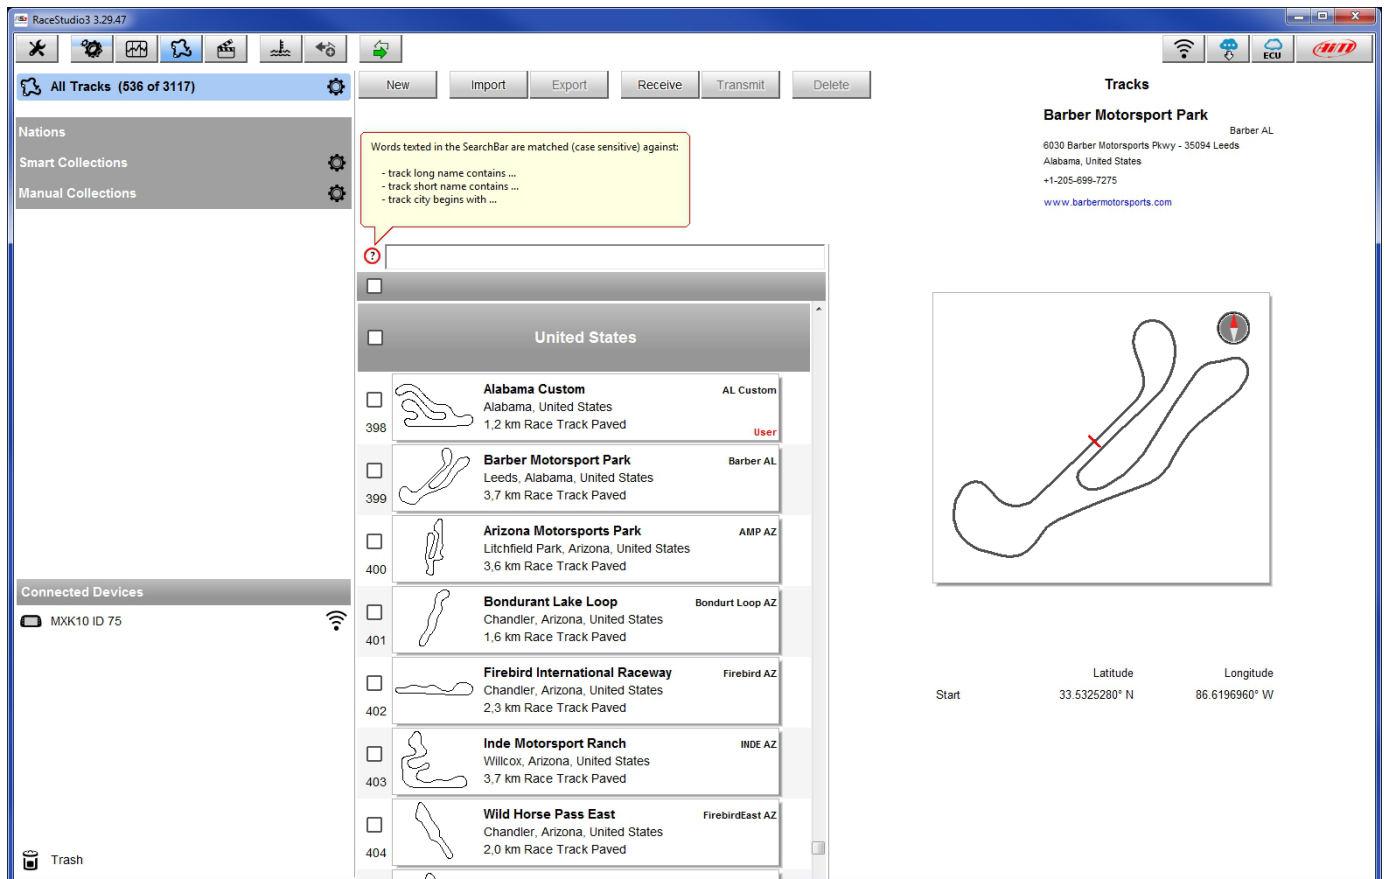 RaceStudio3 3.29.47
ECU
All Tracks (536 of 3117)
Nations
Smart Collections
Manual Collections
Connected Devices
MXK10 ID 75
Trash
New
Import
Export
Receive
Transmit
Delete
Words texted in the SearchBar are matched (case sensitive) against:
- track long name contains ...
- track short name contains ...
- track city begins with ...
?
United States
Alabama Custom
AL Custom
Alabama, United States
1,2 km Race Track Paved
User
398
Barber Motorsport Park
Barber AL
Leeds, Alabama, United States
3,7 km Race Track Paved
399
Arizona Motorsports Park
AMP AZ
Litchfield Park, Arizona, United States
3,6 km Race Track Paved
400
Bondurant Lake Loop
Bondurt Loop AZ
Chandler, Arizona, United States
1,6 km Race Track Paved
401
Firebird International Raceway
Firebird AZ
Chandler, Arizona, United States
2,3 km Race Track Paved
402
Inde Motorsport Ranch
INDE AZ
Willcox, Arizona, United States
3,7 km Race Track Paved
403
Wild Horse Pass East
FirebirdEast AZ
Chandler, Arizona, United States
2,0 km Race Track Paved
404
Tracks
Barber Motorsport Park
Barber AL
6030 Barber Motorsports Pkwy - 35094 Leeds
Alabama, United States
+1-205-699-7275
www.barbermotorsports.com
Latitude
Longitude
Start
33.5325280° N
86.6196960° W